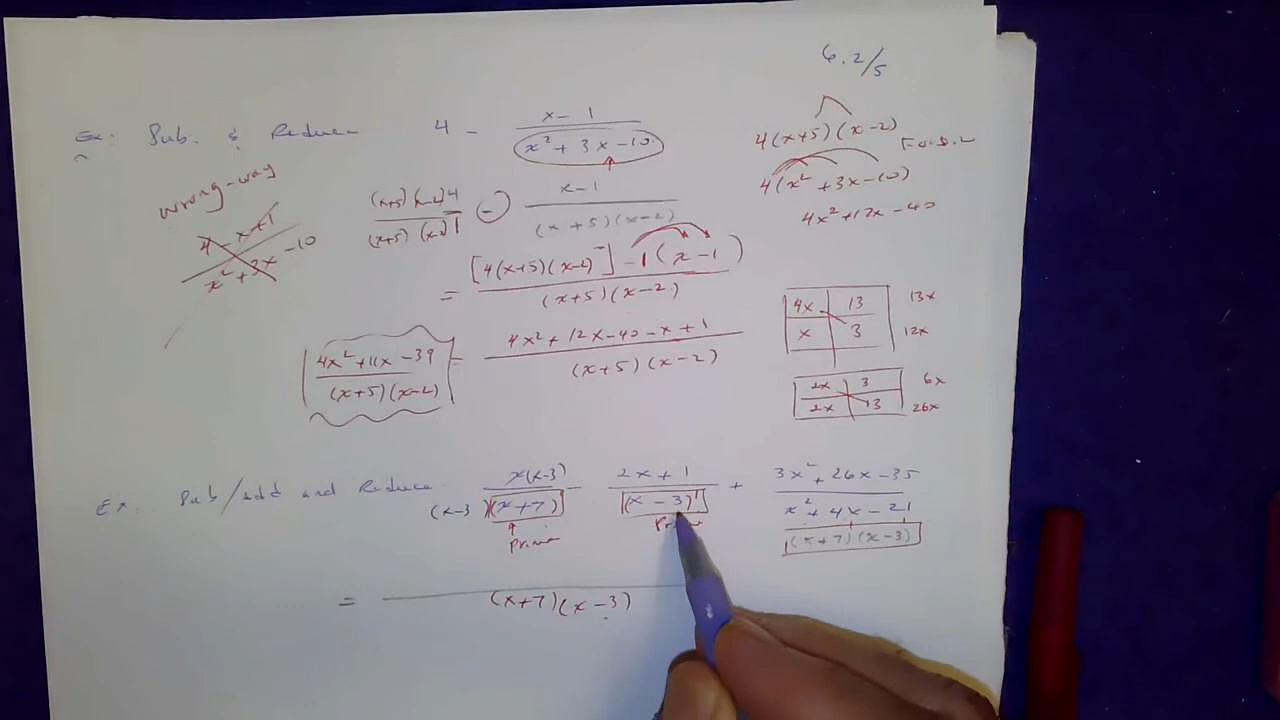 6.2/5
Ex: Sub. & Reduce 4 - (x-1)/(x² + 3x - 10)
4(x+5)(x-2)
F.O.I.L
wrong-way
4 - x+1
x² + 3x - 10
(x+5)(x-2)4/(x+5)(x-2)1 - (x-1)/((x+5)(x-2))
4(x² + 3x - 10)
4x² + 12x - 40
= [4(x+5)(x-2)] - 1(x-1)
(x+5)(x-2)
4x 13 13x
x 3 12x
4x² + 12x - 40 - x + 1
(x+5)(x-2)
4x² + 11x - 39
(x+5)(x-2)
2x 3 6x
2x 13 26x
Ex. Sub/Add and Reduce x(x-3)/((x-3)(x+7)) - (2x+1)/(x-3) + (3x² + 26x - 35)/(x² + 4x - 21)
(x+7)(x-3)
Prime
= (x+7)(x-3)